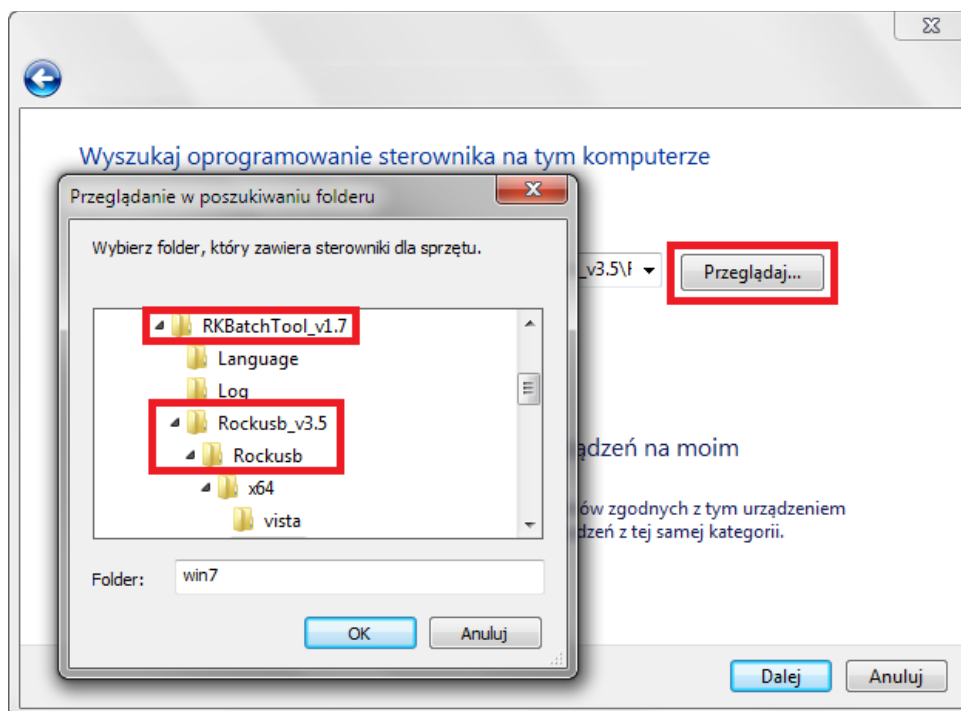 Wyszukaj oprogramowanie sterownika na tym komputerze
Przeglądanie w poszukiwaniu folderu
Wybierz folder, który zawiera sterowniki dla sprzętu.
_v3.5\F
Przeglądaj...
RKBatchTool_v1.7
Language
Log
Rockusb_v3.5
Rockusb
x64
vista
ądzeń na moim
ów zgodnych z tym urządzeniem
dzeń z tej samej kategorii.
Folder:
win7
OK
Anuluj
Dalej
Anuluj